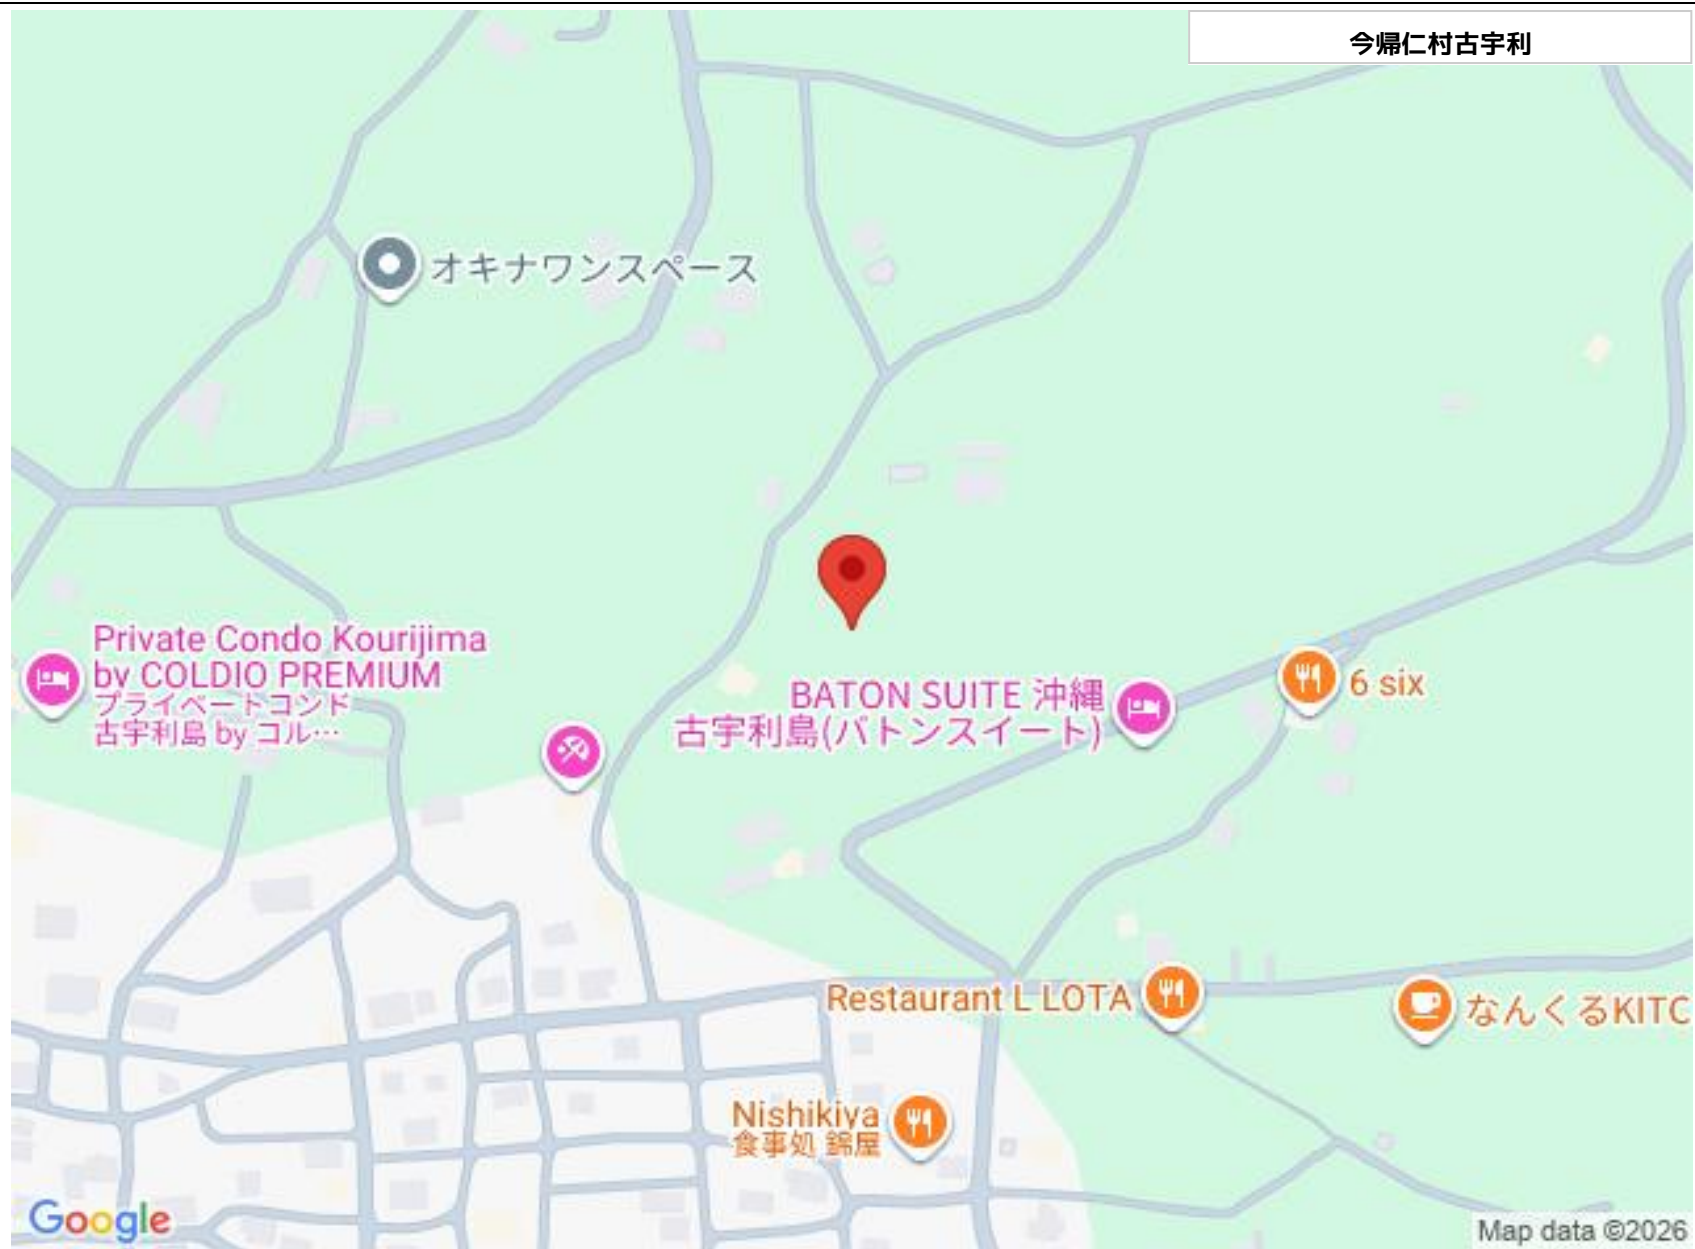 今帰仁村古宇利
オキナワンスペース
Private Condo Kourijima
by COLDIO PREMIUM
プライベートコンド
古宇利島 by コル…
BATON SUITE 沖縄
古宇利島(バトンスイート)
6 six
Restaurant L LOTA
なんくるKITC
Nishikiya
食事処 錦屋
Google
Map data ©2026